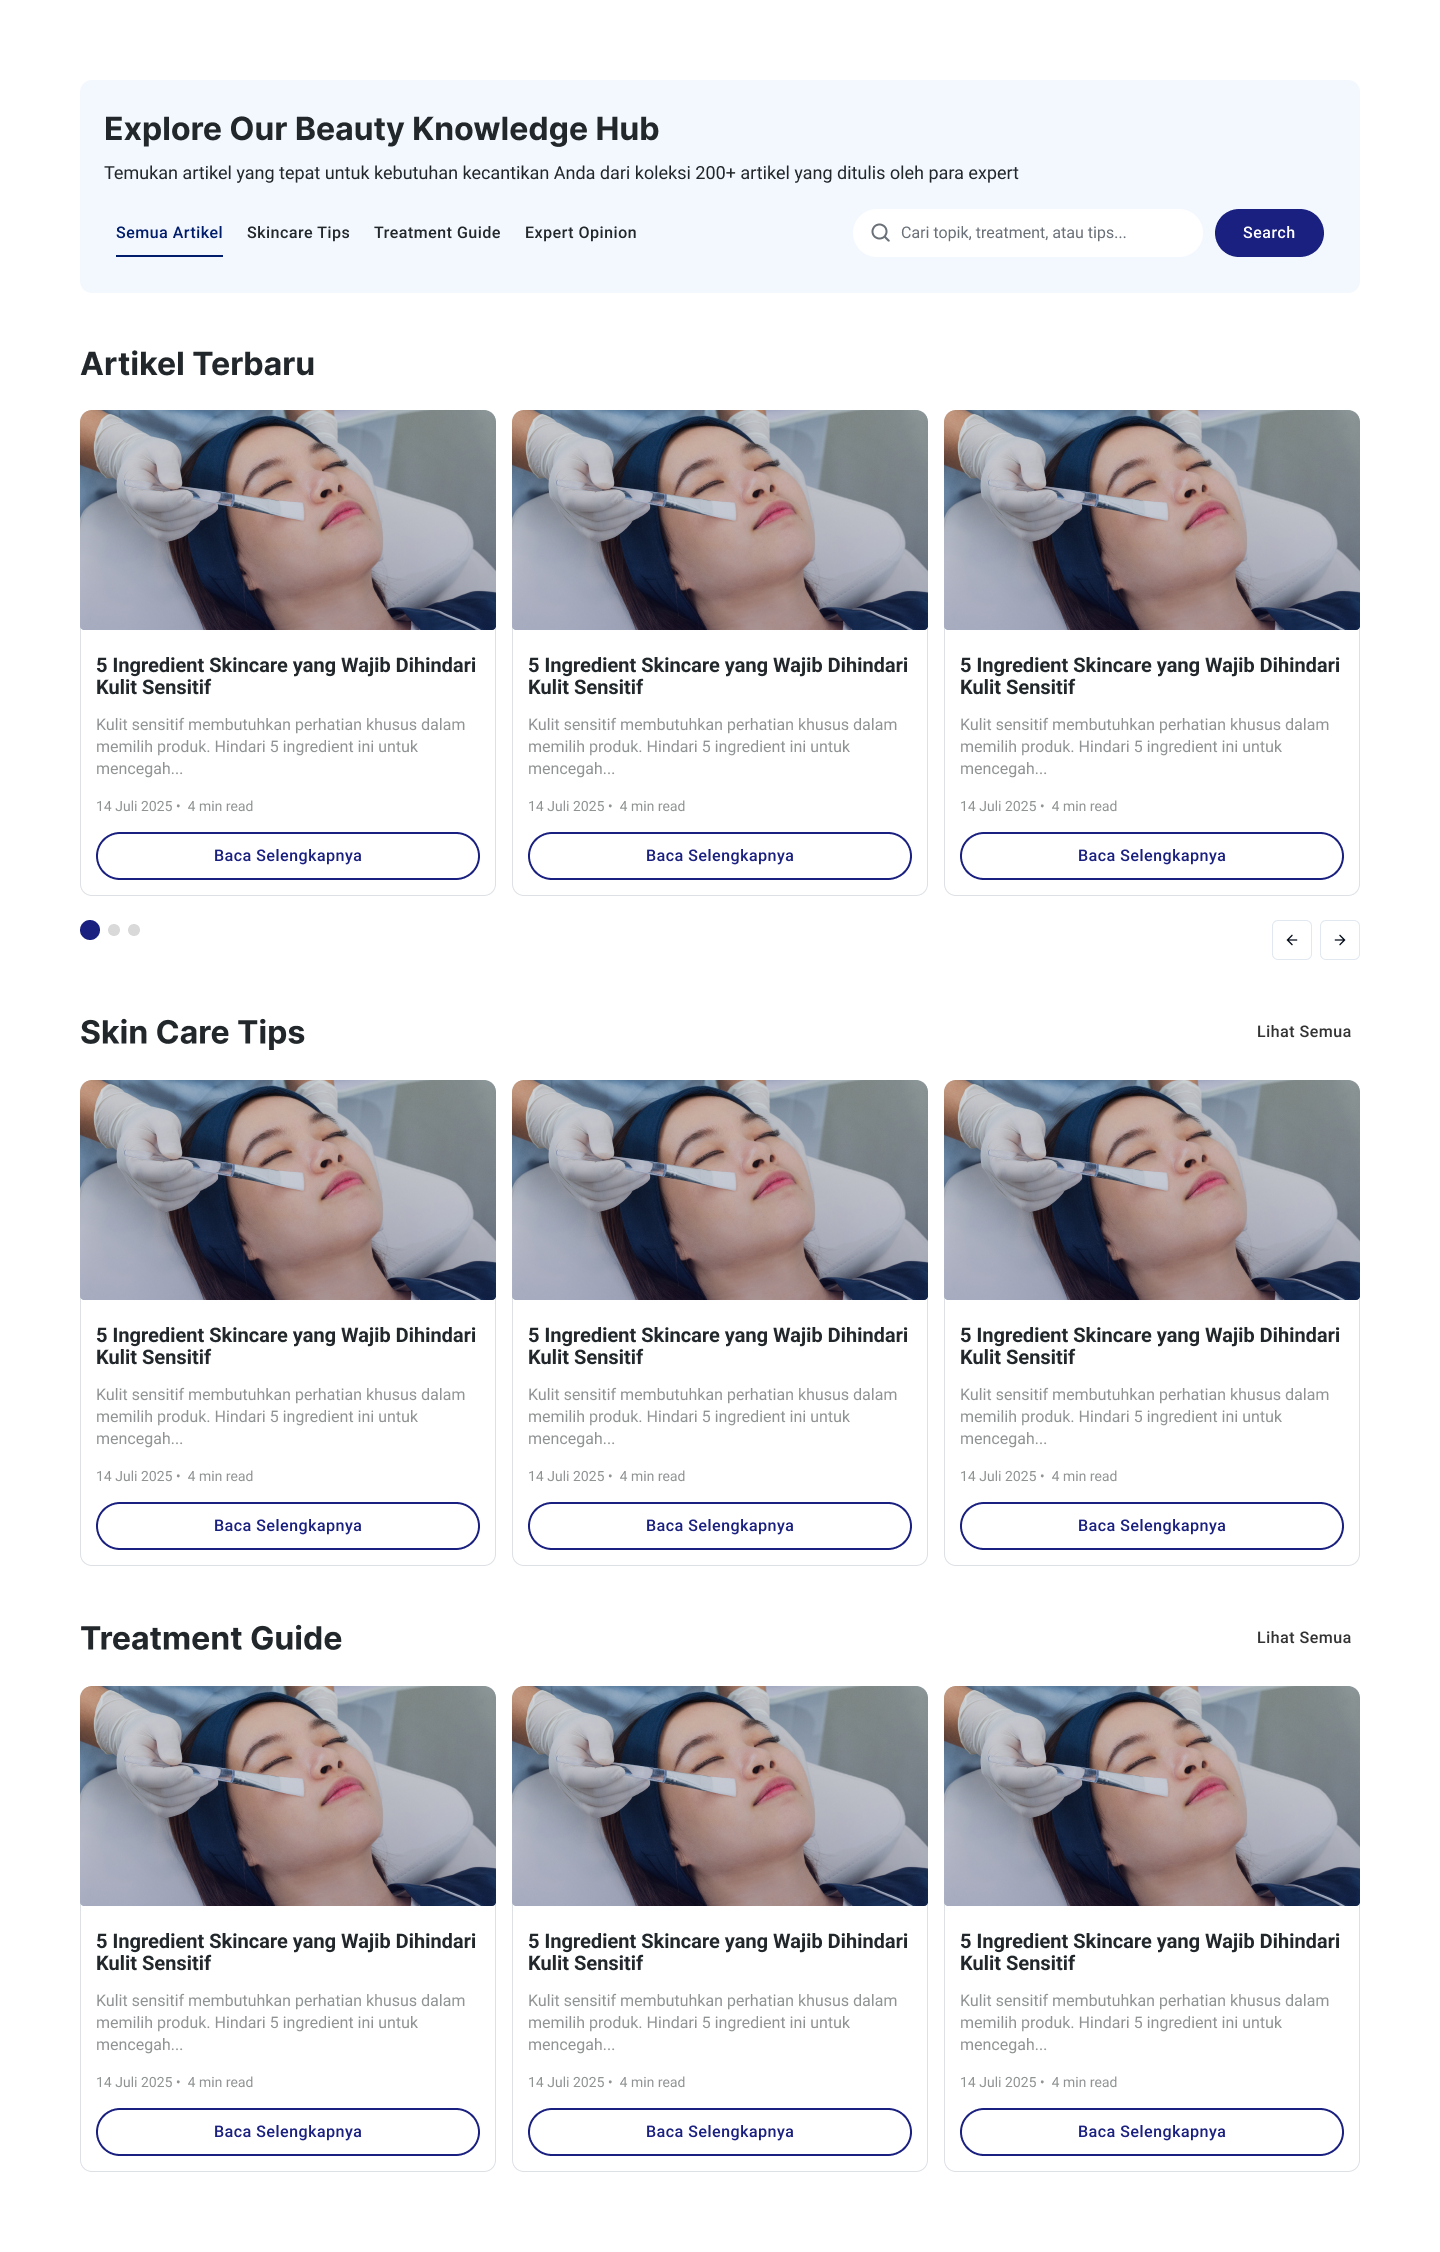 Explore Our Beauty Knowledge Hub
Temukan artikel yang tepat untuk kebutuhan kecantikan Anda dari koleksi 200+ artikel yang ditulis oleh para expert
Semua Artikel Skincare Tips Treatment Guide Expert Opinion Cari topik, treatment, atau tips... Search
Artikel Terbaru
5 Ingredient Skincare yang Wajib Dihindari
Kulit Sensitif
Kulit sensitif membutuhkan perhatian khusus dalam
memilih produk. Hindari 5 ingredient ini untuk
mencegah...
14 Juli 2025 • 4 min read
Baca Selengkapnya
5 Ingredient Skincare yang Wajib Dihindari
Kulit Sensitif
Kulit sensitif membutuhkan perhatian khusus dalam
memilih produk. Hindari 5 ingredient ini untuk
mencegah...
14 Juli 2025 • 4 min read
Baca Selengkapnya
5 Ingredient Skincare yang Wajib Dihindari
Kulit Sensitif
Kulit sensitif membutuhkan perhatian khusus dalam
memilih produk. Hindari 5 ingredient ini untuk
mencegah...
14 Juli 2025 • 4 min read
Baca Selengkapnya
Skin Care Tips Lihat Semua
5 Ingredient Skincare yang Wajib Dihindari
Kulit Sensitif
Kulit sensitif membutuhkan perhatian khusus dalam
memilih produk. Hindari 5 ingredient ini untuk
mencegah...
14 Juli 2025 • 4 min read
Baca Selengkapnya
5 Ingredient Skincare yang Wajib Dihindari
Kulit Sensitif
Kulit sensitif membutuhkan perhatian khusus dalam
memilih produk. Hindari 5 ingredient ini untuk
mencegah...
14 Juli 2025 • 4 min read
Baca Selengkapnya
5 Ingredient Skincare yang Wajib Dihindari
Kulit Sensitif
Kulit sensitif membutuhkan perhatian khusus dalam
memilih produk. Hindari 5 ingredient ini untuk
mencegah...
14 Juli 2025 • 4 min read
Baca Selengkapnya
Treatment Guide Lihat Semua
5 Ingredient Skincare yang Wajib Dihindari
Kulit Sensitif
Kulit sensitif membutuhkan perhatian khusus dalam
memilih produk. Hindari 5 ingredient ini untuk
mencegah...
14 Juli 2025 • 4 min read
Baca Selengkapnya
5 Ingredient Skincare yang Wajib Dihindari
Kulit Sensitif
Kulit sensitif membutuhkan perhatian khusus dalam
memilih produk. Hindari 5 ingredient ini untuk
mencegah...
14 Juli 2025 • 4 min read
Baca Selengkapnya
5 Ingredient Skincare yang Wajib Dihindari
Kulit Sensitif
Kulit sensitif membutuhkan perhatian khusus dalam
memilih produk. Hindari 5 ingredient ini untuk
mencegah...
14 Juli 2025 • 4 min read
Baca Selengkapnya